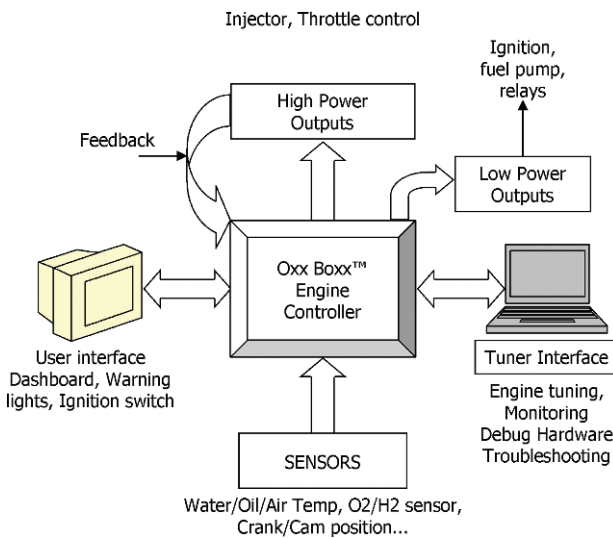 Injector, Throttle control
Ignition,
fuel pump,
relays
High Power
Outputs
Feedback
Low Power
Outputs
Oxx Boxx™
Engine
Controller
User interface
Dashboard, Warning
lights, Ignition switch
Tuner Interface
Engine tuning,
Monitoring
Debug Hardware
Troubleshooting
SENSORS
Water/Oil/Air Temp, O2/H2 sensor,
Crank/Cam position...